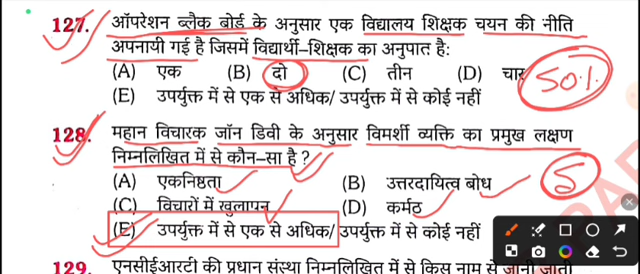 127. ऑपरेशन ब्लैक बोर्ड के अनुसार एक विद्यालय शिक्षक चयन की नीति
अपनायी गई है जिसमें विद्यार्थी–शिक्षक का अनुपात है:
(A) एक (B) दो (C) तीन (D) चार 50%
(E) उपर्युक्त में से एक से अधिक/ उपर्युक्त में से कोई नहीं
128. महान विचारक जॉन डिवी के अनुसार विमर्शी व्यक्ति का प्रमुख लक्षण
निम्नलिखित में से कौन–सा है ?
(A) एकनिष्ठता (B) उत्तरदायित्व बोध 5
(C) विचारों में खुलापन (D) कर्मठ
(E) उपर्युक्त में से एक से अधिक/ उपर्युक्त में से कोई नहीं
129. एनसीईआरटी की प्रधान संस्था निम्नलिखित में से किस नाम से जानी जाती